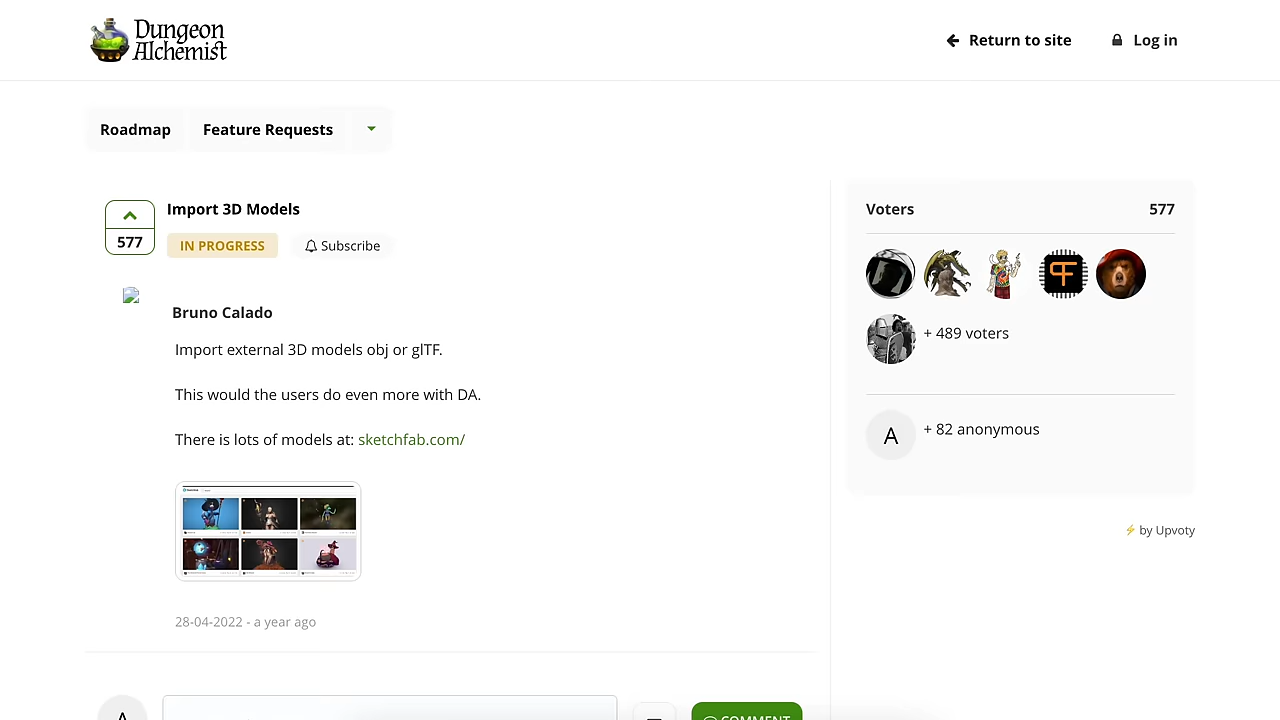 Dungeon
Alchemist
Return to site
Log in
Roadmap
Feature Requests
577
Import 3D Models
IN PROGRESS
Subscribe
Bruno Calado
Import external 3D models obj or glTF.
This would the users do even more with DA.
There is lots of models at: sketchfab.com/
28-04-2022 - a year ago
A
COMMENT
Voters
577
+ 489 voters
A
+ 82 anonymous
⚡ by Upvoty